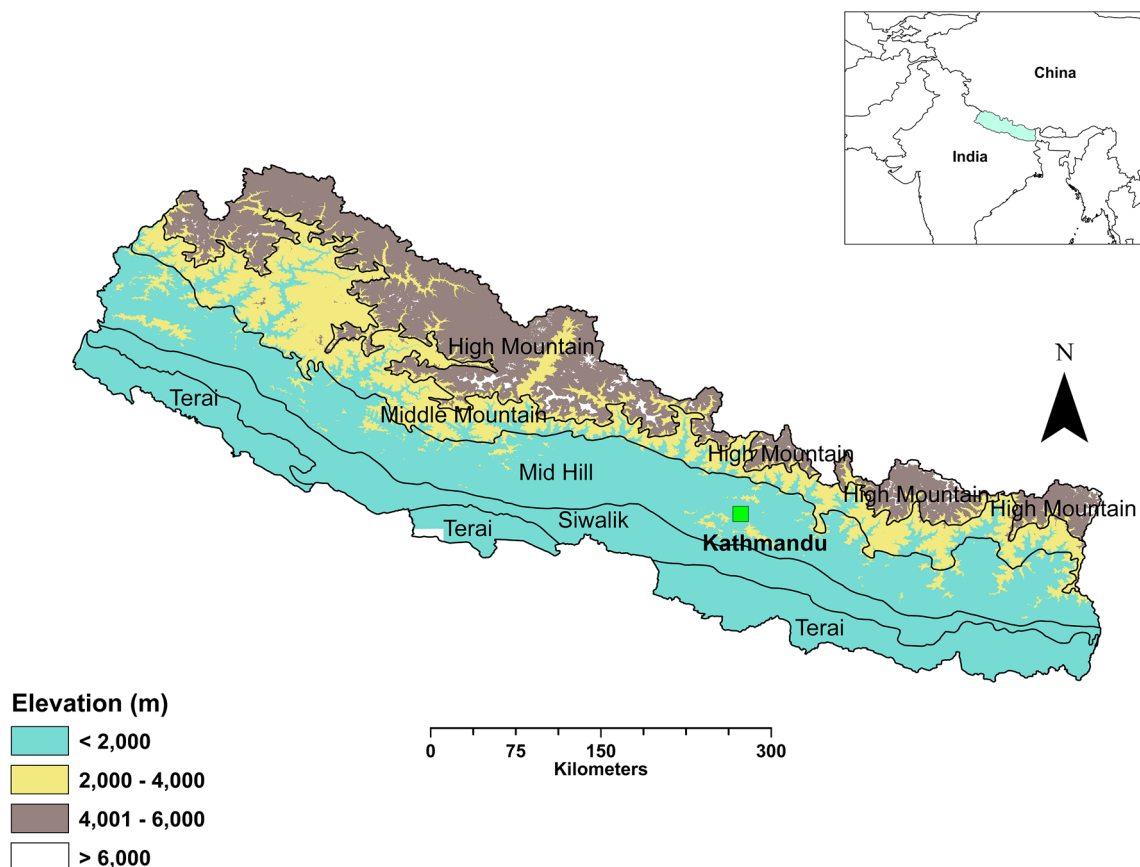 China
India
N
High Mountain
Terai
Middle Mountain
High Mountain
Mid Hill
High Mountain
High Mountain
Siwalik
Terai
Kathmandu
Terai
Elevation (m)
< 2,000
2,000 - 4,000
4,001 - 6,000
> 6,000
0 75 150 300
Kilometers